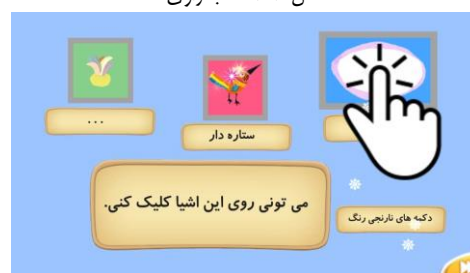 ...
ستاره دار
می تونی روی این اشیا کلیک کنی.
دکمه های نارنجی رنگ